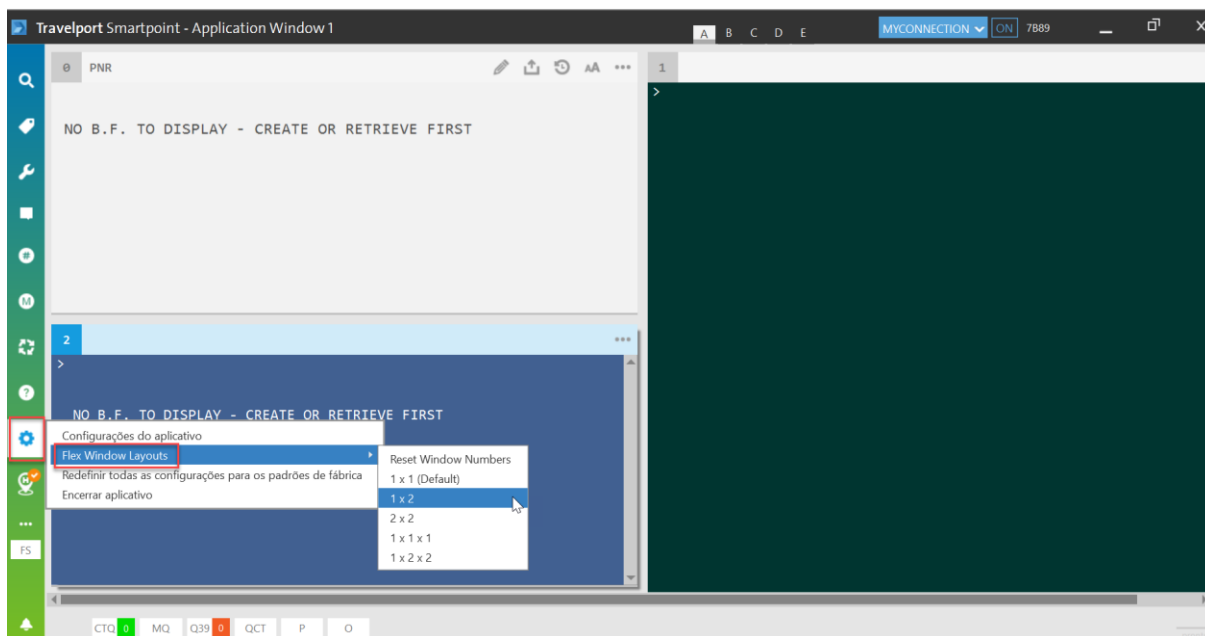 Travelport Smartpoint - Application Window 1
A B C D E
MYCONNECTION ON 7B89
0 PNR AA
1
>
NO B.F. TO DISPLAY - CREATE OR RETRIEVE FIRST
2
>
NO B.F. TO DISPLAY - CREATE OR RETRIEVE FIRST
Configurações do aplicativo
Flex Window Layouts
Redefinir todas as configurações para os padrões de fábrica
Encerrar aplicativo
Reset Window Numbers
1 x 1 (Default)
1 x 2
2 x 2
1 x 1 x 1
1 x 2 x 2
#
M
?
H
FS
CTQ 0 MQ Q39 0 QCT P O